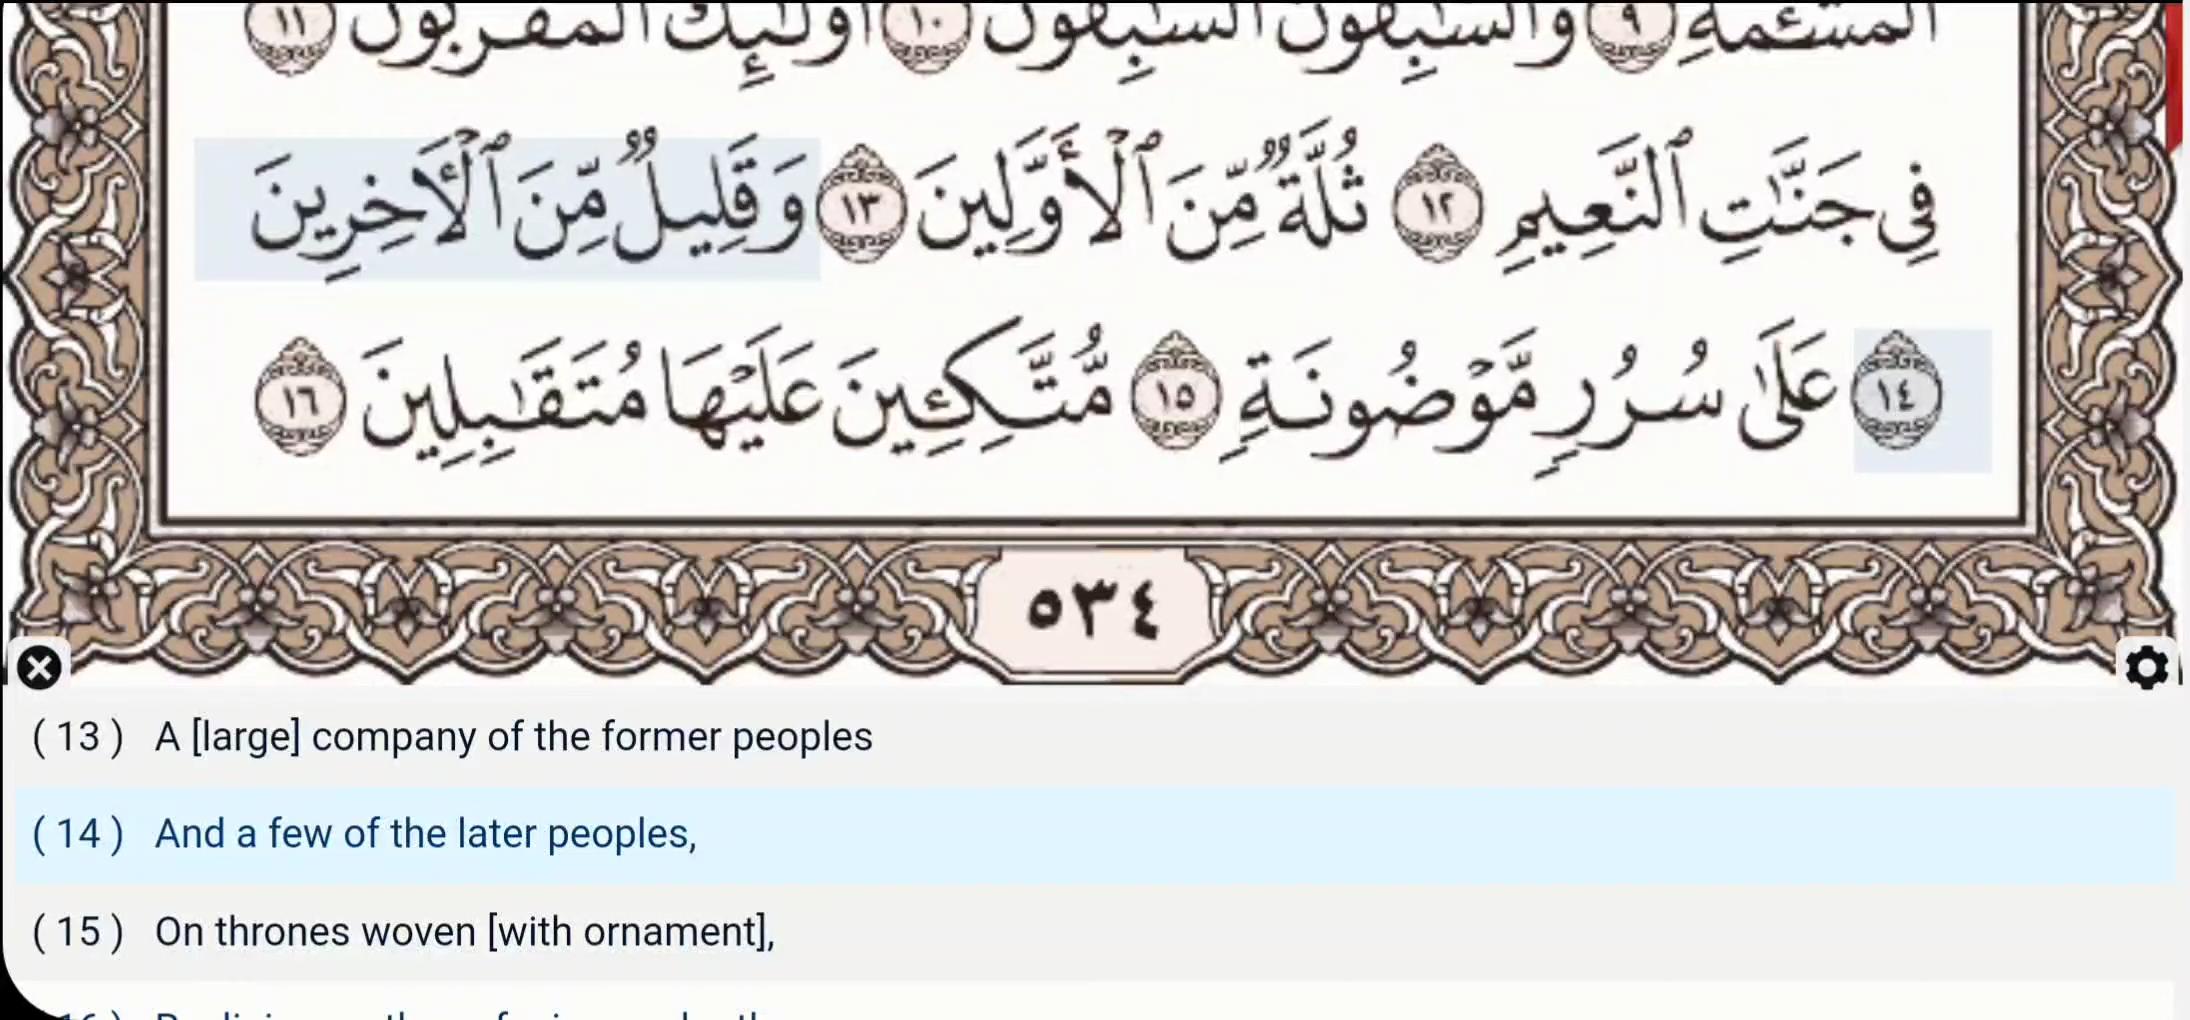 ٱلْمَشْـَٔمَةِ ٩ وَٱلسَّٰبِقُونَ ٱلسَّٰبِقُونَ ١٠ أُو۟لَٰٓئِكَ ٱلْمُقَرَّبُونَ ١١
فِى جَنَّٰتِ ٱلنَّعِيمِ ١٢ ثُلَّةٌ مِّنَ ٱلْأَوَّلِينَ ١٣ وَقَلِيلٌ مِّنَ ٱلْءَاخِرِينَ
١٤ عَلَىٰ سُرُرٍ مَّوْضُونَةٍ ١٥ مُّتَّكِـِٔينَ عَلَيْهَا مُتَقَٰبِلِينَ ١٦
٥٣٤
( 13 ) A [large] company of the former peoples
( 14 ) And a few of the later peoples,
( 15 ) On thrones woven [with ornament],